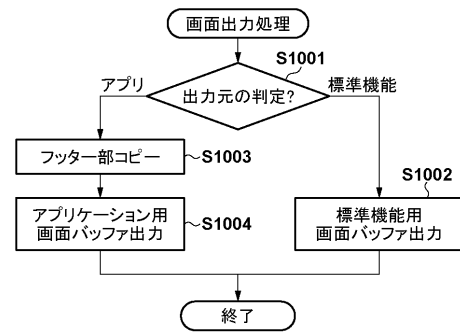 画面出力処理
S1001
アプリ
出力元の判定?
標準機能
フッター部コピー
S1003
S1002
アプリケーション用
画面バッファ出力
S1004
標準機能用
画面バッファ出力
終了